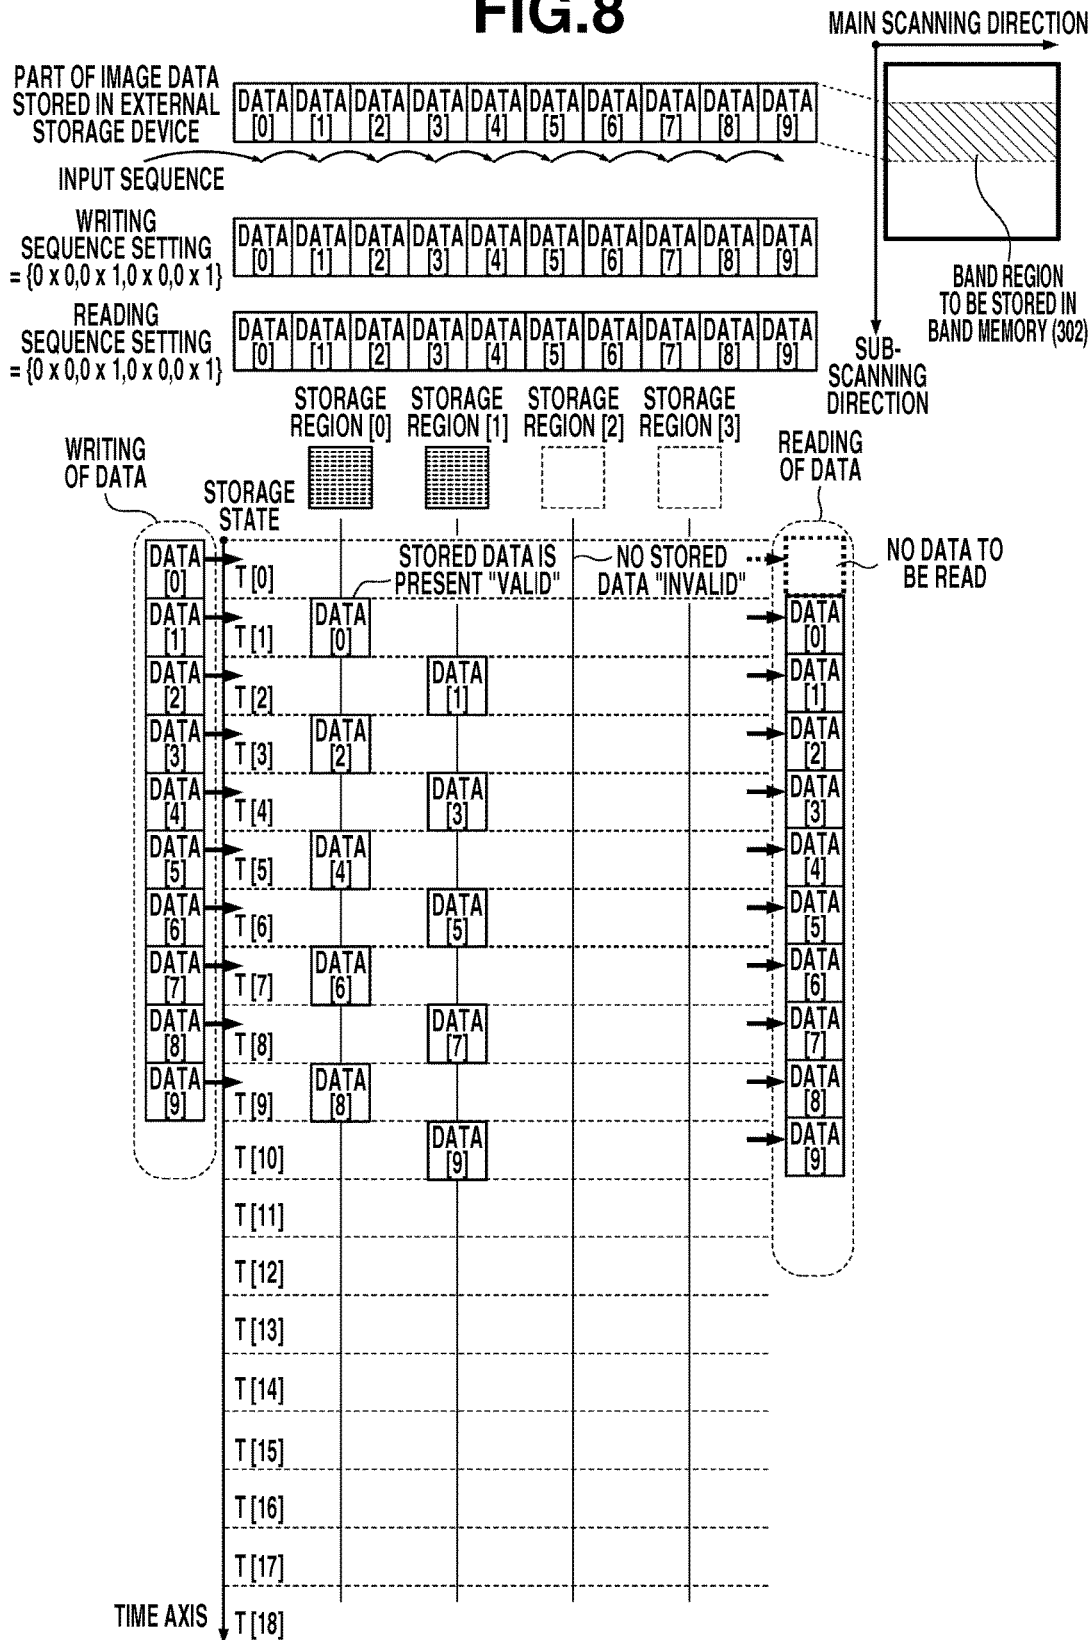 FIG.8
MAIN SCANNING DIRECTION
PART OF IMAGE DATA
STORED IN EXTERNAL
STORAGE DEVICE
DATA [0] DATA [1] DATA [2] DATA [3] DATA [4] DATA [5] DATA [6] DATA [7] DATA [8] DATA [9]
INPUT SEQUENCE
WRITING
SEQUENCE SETTING
= {0 x 0,0 x 1,0 x 0,0 x 1}
DATA [0] DATA [1] DATA [2] DATA [3] DATA [4] DATA [5] DATA [6] DATA [7] DATA [8] DATA [9]
BAND REGION
TO BE STORED IN
BAND MEMORY (302)
READING
SEQUENCE SETTING
= {0 x 0,0 x 1,0 x 0,0 x 1}
DATA [0] DATA [1] DATA [2] DATA [3] DATA [4] DATA [5] DATA [6] DATA [7] DATA [8] DATA [9]
SUB-
SCANNING
DIRECTION
STORAGE REGION [0]
STORAGE REGION [1]
STORAGE REGION [2]
STORAGE REGION [3]
WRITING
OF DATA
STORAGE
STATE
READING
OF DATA
STORED DATA IS
PRESENT "VALID"
NO STORED
DATA "INVALID"
NO DATA TO
BE READ
DATA [0] T [0]
DATA [1] T [1] DATA [0] DATA [0]
DATA [2] T [2] DATA [1] DATA [1]
DATA [3] T [3] DATA [2] DATA [2]
DATA [4] T [4] DATA [3] DATA [3]
DATA [5] T [5] DATA [4] DATA [4]
DATA [6] T [6] DATA [5] DATA [5]
DATA [7] T [7] DATA [6] DATA [6]
DATA [8] T [8] DATA [7] DATA [7]
DATA [9] T [9] DATA [8] DATA [8]
T [10] DATA [9] DATA [9]
T [11]
T [12]
T [13]
T [14]
T [15]
T [16]
T [17]
TIME AXIS T [18]